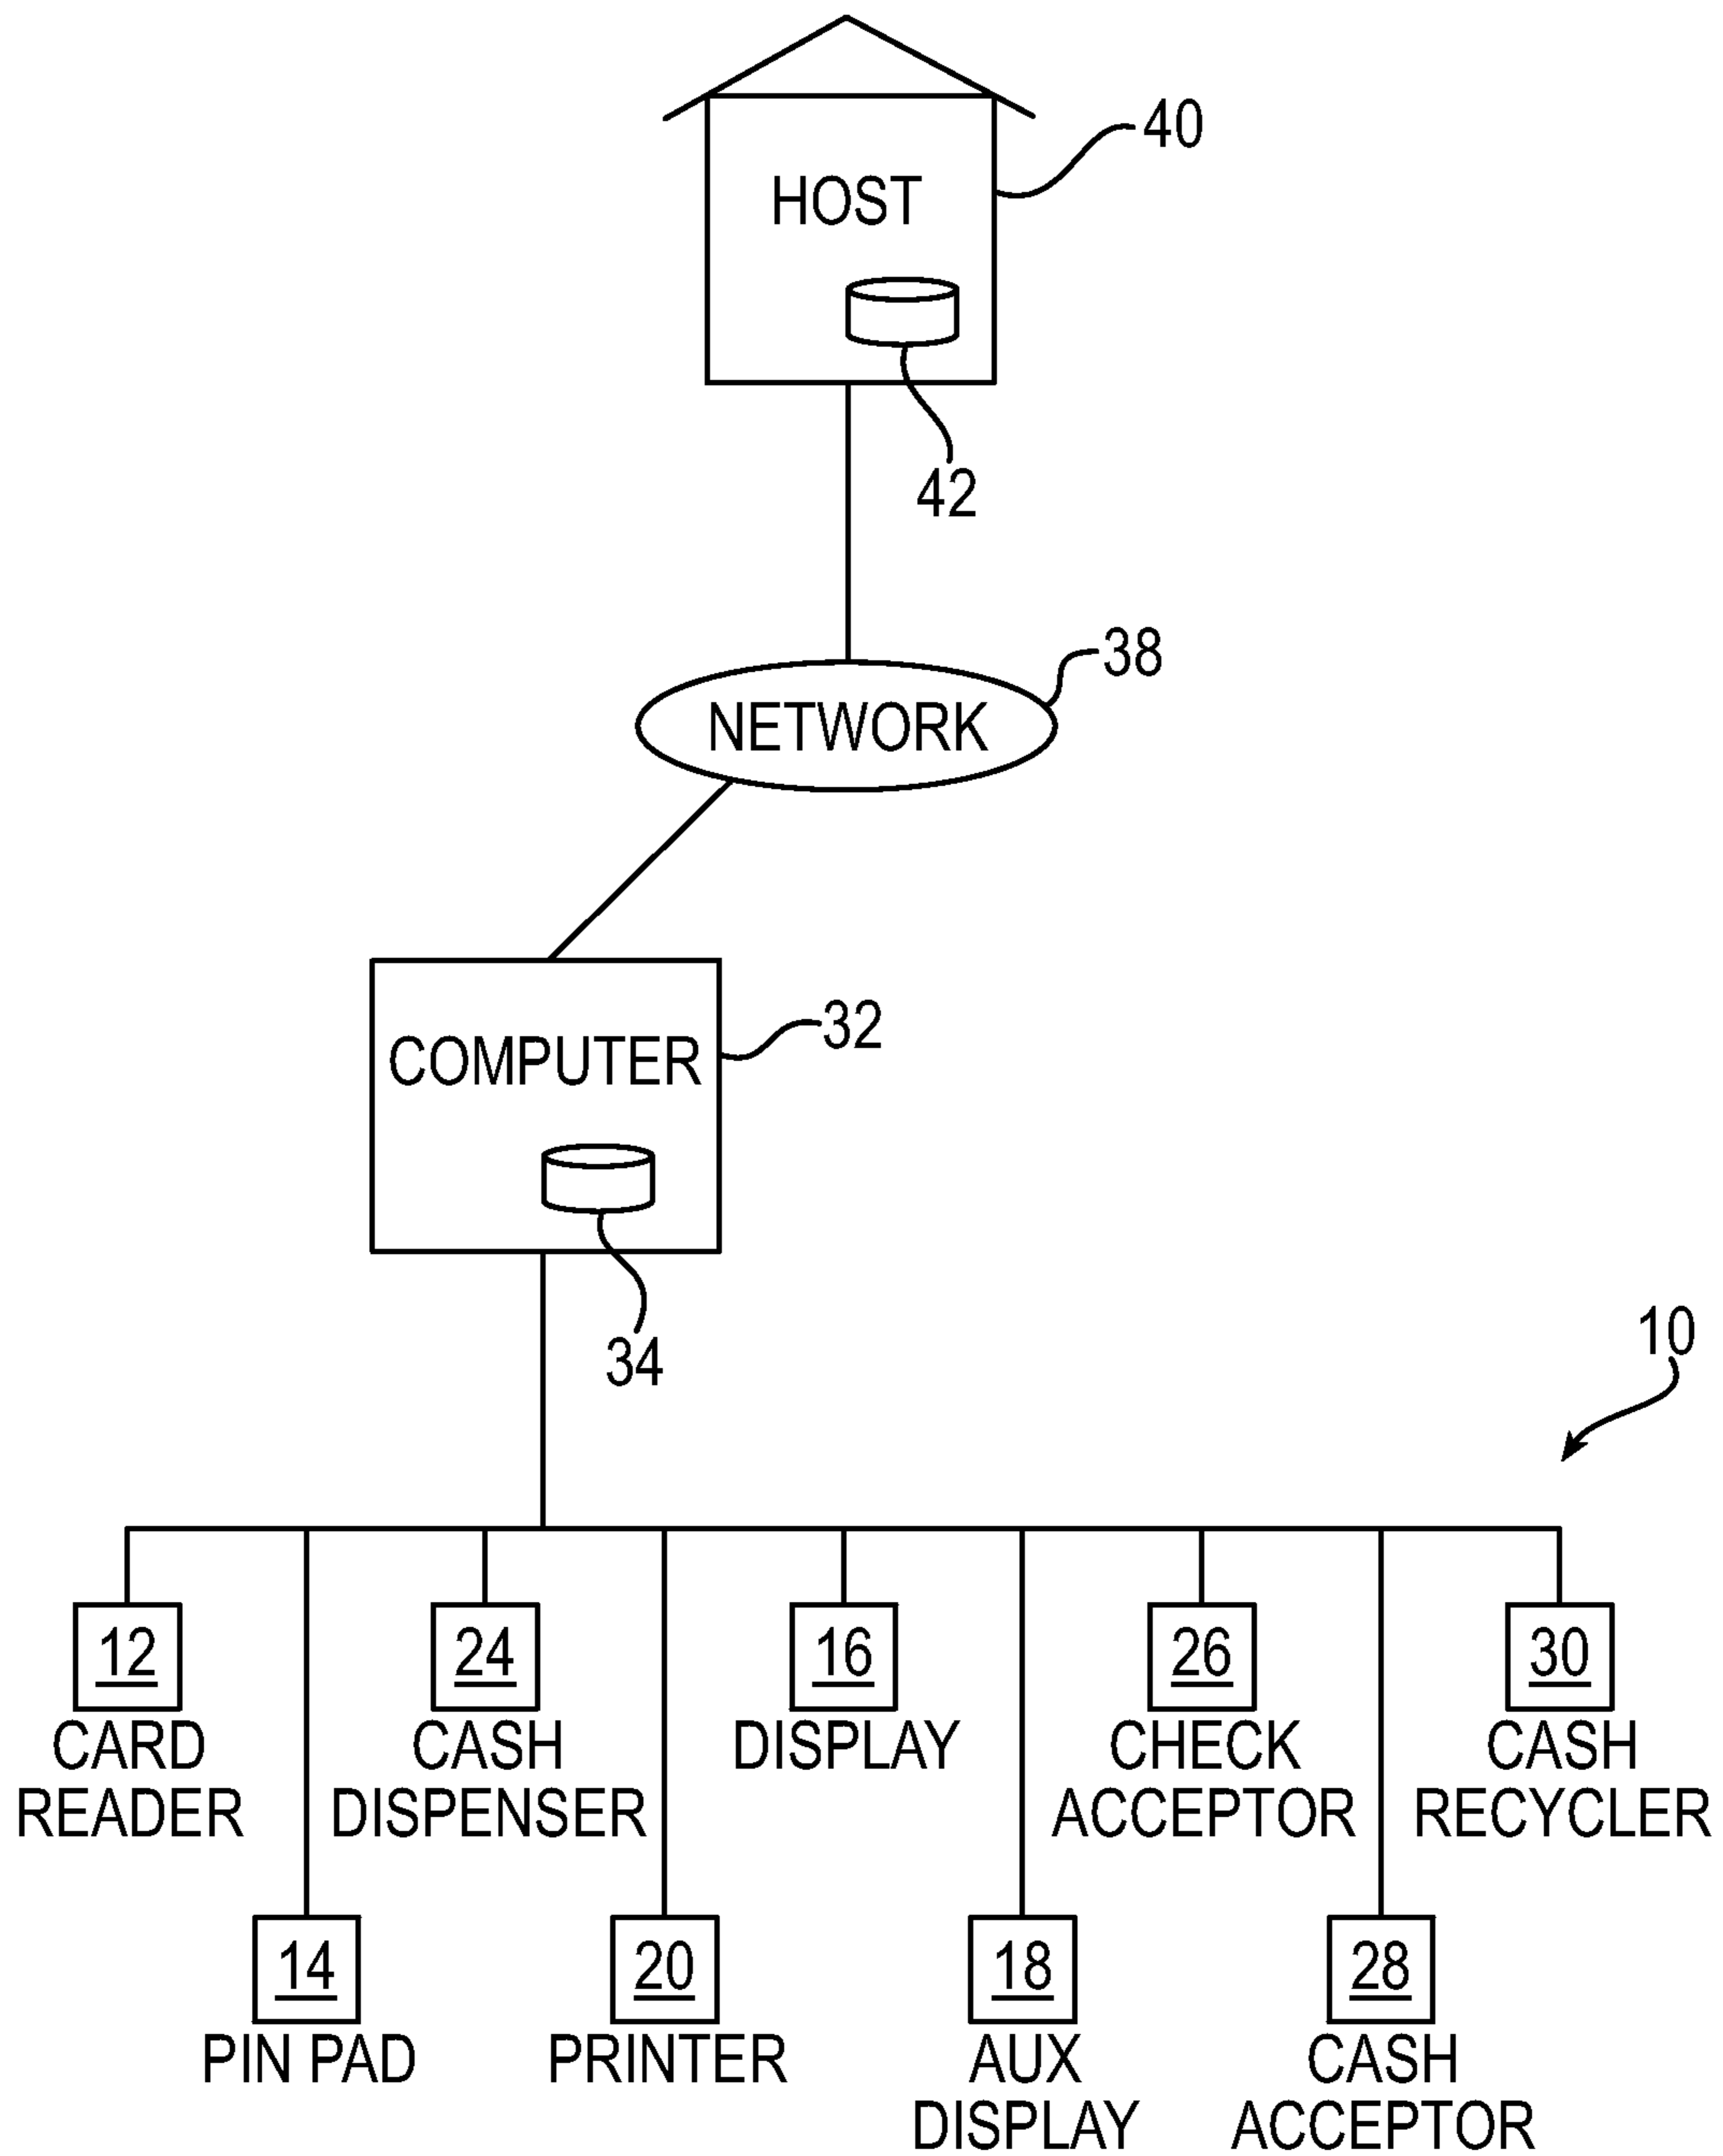 HOST
40
42
NETWORK
38
COMPUTER
32
34
10
12
CARD
READER
24
CASH
DISPENSER
16
DISPLAY
26
CHECK
ACCEPTOR
30
CASH
RECYCLER
14
PIN PAD
20
PRINTER
18
AUX
DISPLAY
28
CASH
ACCEPTOR